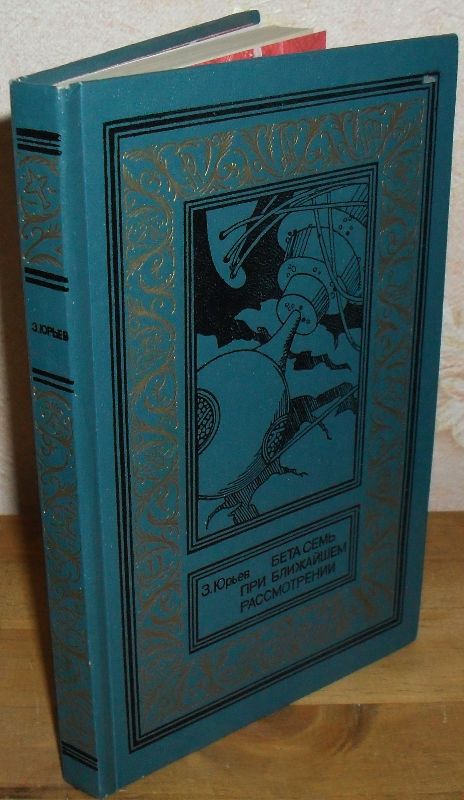 З.ЮРЬЕВ
З.Юрьев
БЕТА СЕМЬ
ПРИ БЛИЖАЙШЕМ
РАССМОТРЕНИИ